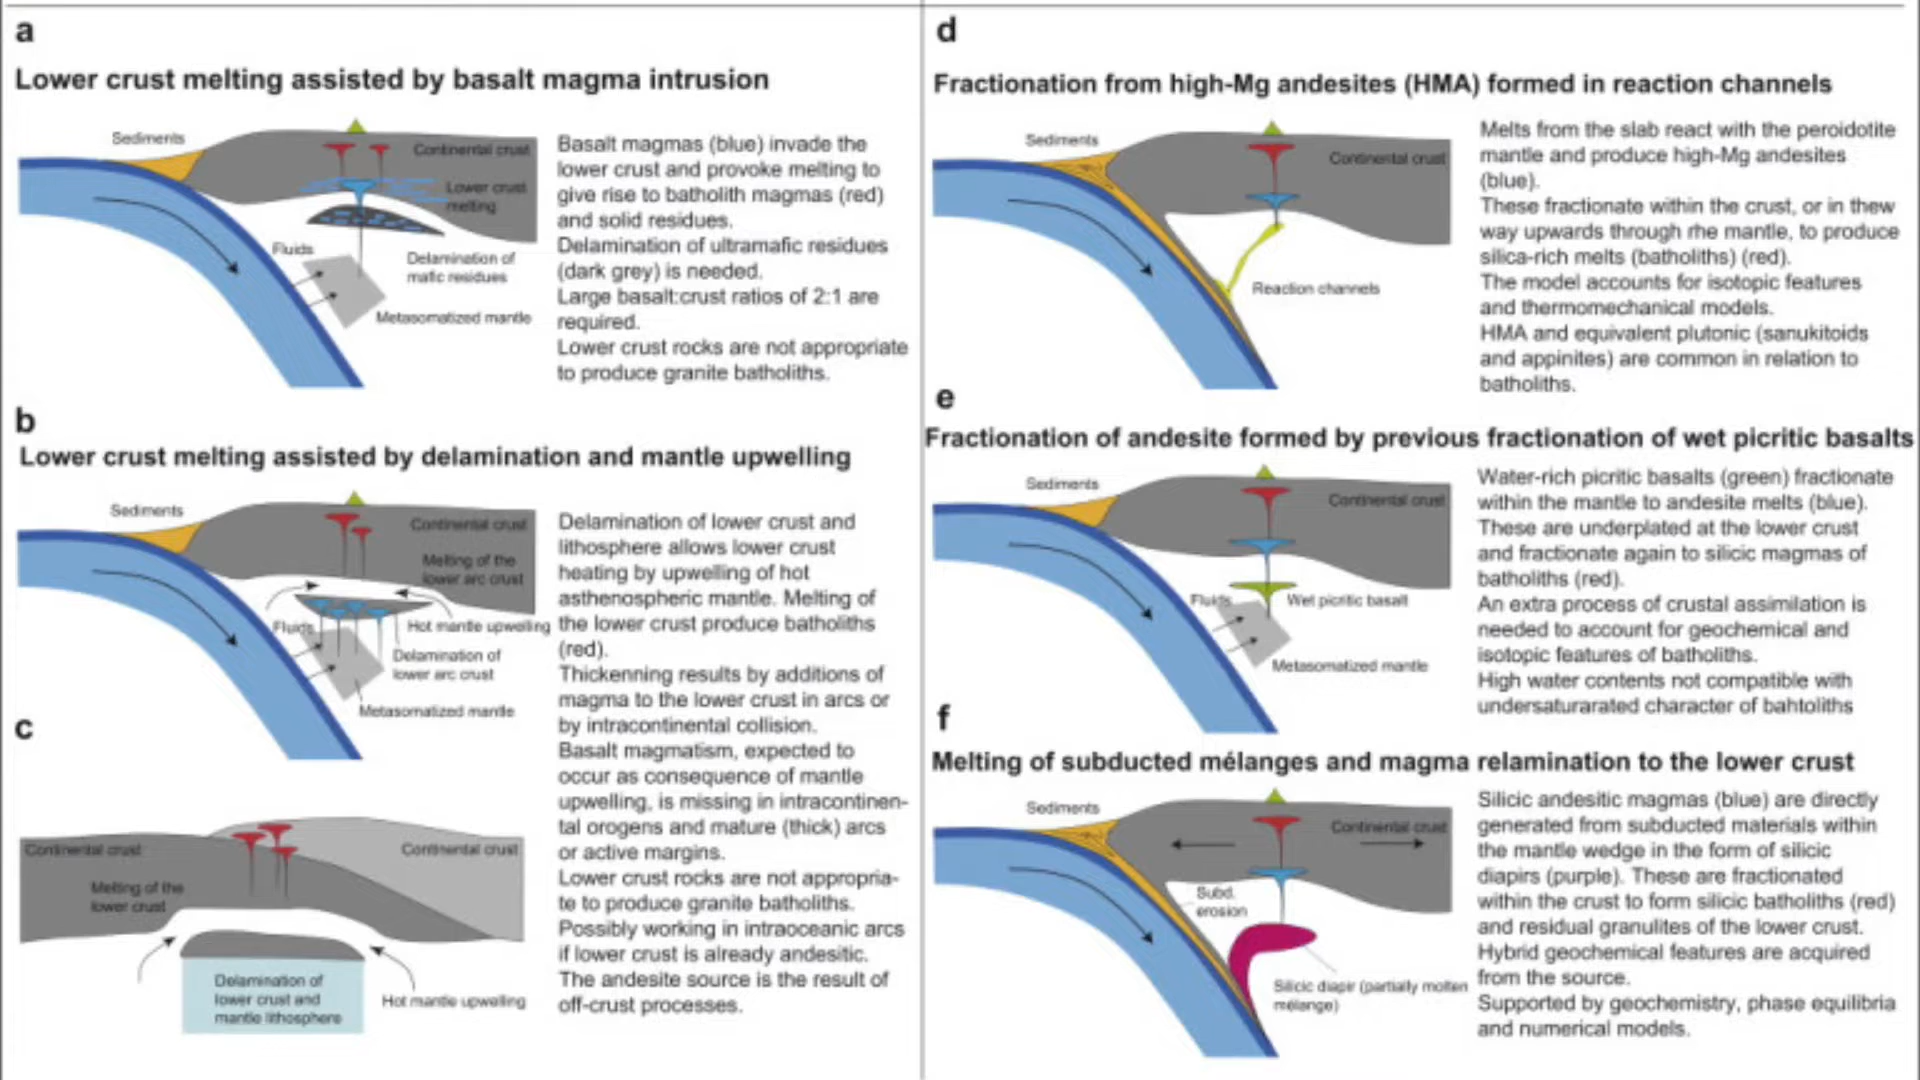 a
Lower crust melting assisted by basalt magma intrusion
Sediments
Continental crust
Lower crust
melting
Fluids
Delamination of
mafic residues
Metasomatized mantle
Basalt magmas (blue) invade the
lower crust and provoke melting to
give rise to batholith magmas (red)
and solid residues.
Delamination of ultramafic residues
(dark grey) is needed.
Large basalt:crust ratios of 2:1 are
required.
Lower crust rocks are not appropriate
to produce granite batholiths.
b
Lower crust melting assisted by delamination and mantle upwelling
Sediments
Continental crust
Melting of the
lower arc crust
Fluids
Hot mantle upwelling
Delamination of
lower arc crust
Metasomatized mantle
c
Continental crust
Continental crust
Melting of the
lower crust
Delamination of
lower crust and
mantle lithosphere
Hot mantle upwelling
Delamination of lower crust and
lithosphere allows lower crust
heating by upwelling of hot
asthenospheric mantle. Melting of
the lower crust produce batholiths
(red).
Thickenning results by additions of
magma to the lower crust in arcs or
by intracontinental collision.
Basalt magmatism, expected to
occur as consequence of mantle
upwelling, is missing in intracontinen-
tal orogens and mature (thick) arcs
or active margins.
Lower crust rocks are not appropria-
te to produce granite batholiths.
Possibly working in intraoceanic arcs
if lower crust is already andesitic.
The andesite source is the result of
off-crust processes.
d
Fractionation from high-Mg andesites (HMA) formed in reaction channels
Sediments
Continental crust
Reaction channels
Melts from the slab react with the peroidotite
mantle and produce high-Mg andesites
(blue).
These fractionate within the crust, or in thew
way upwards through rhe mantle, to produce
silica-rich melts (batholiths) (red).
The model accounts for isotopic features
and thermomechanical models.
HMA and equivalent plutonic (sanukitoids
and appinites) are common in relation to
batholiths.
e
Fractionation of andesite formed by previous fractionation of wet picritic basalts
Sediments
Continental crust
Fluids
Wet picritic basalt
Metasomatized mantle
Water-rich picritic basalts (green) fractionate
within the mantle to andesite melts (blue).
These are underplated at the lower crust
and fractionate again to silicic magmas of
batholiths (red).
An extra process of crustal assimilation is
needed to account for geochemical and
isotopic features of batholiths.
High water contents not compatible with
undersaturarated character of bahtoliths
f
Melting of subducted mélanges and magma relamination to the lower crust
Sediments
Continental crust
Subd.
erosion
Silicic diapir (partially molten
mélange)
Silicic andesitic magmas (blue) are directly
generated from subducted materials within
the mantle wedge in the form of silicic
diapirs (purple). These are fractionated
within the crust to form silicic batholiths (red)
and residual granulites of the lower crust.
Hybrid geochemical features are acquired
from the source.
Supported by geochemistry, phase equilibria
and numerical models.